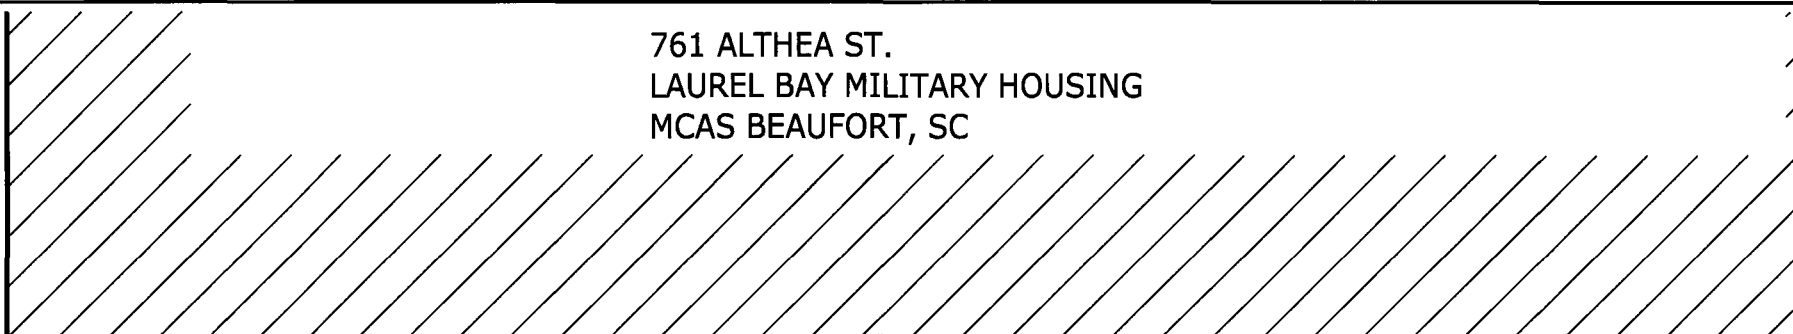 761 ALTHEA ST.
LAUREL BAY MILITARY HOUSING
MCAS BEAUFORT, SC